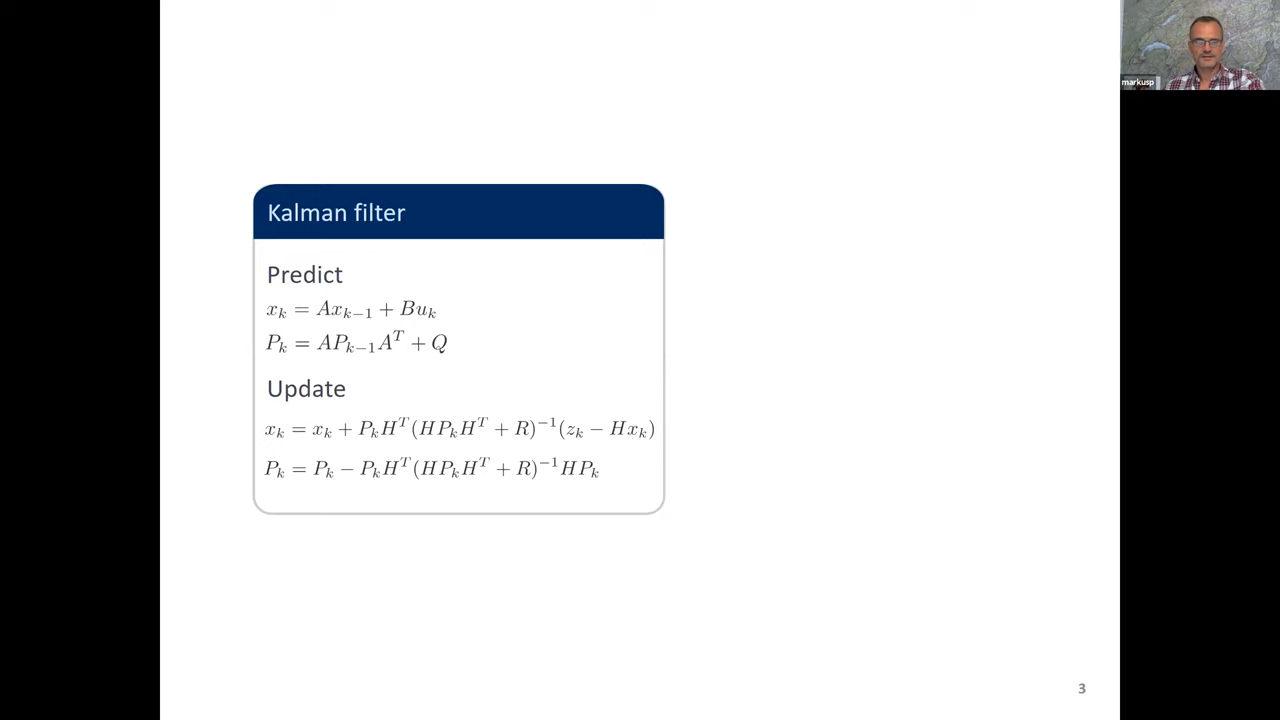 markusp
Kalman filter
Predict
x_k = Ax_{k-1} + Bu_k
P_k = AP_{k-1}A^T + Q
Update
x_k = x_k + P_kH^T(HP_kH^T + R)^{-1}(z_k - Hx_k)
P_k = P_k - P_kH^T(HP_kH^T + R)^{-1}HP_k
3